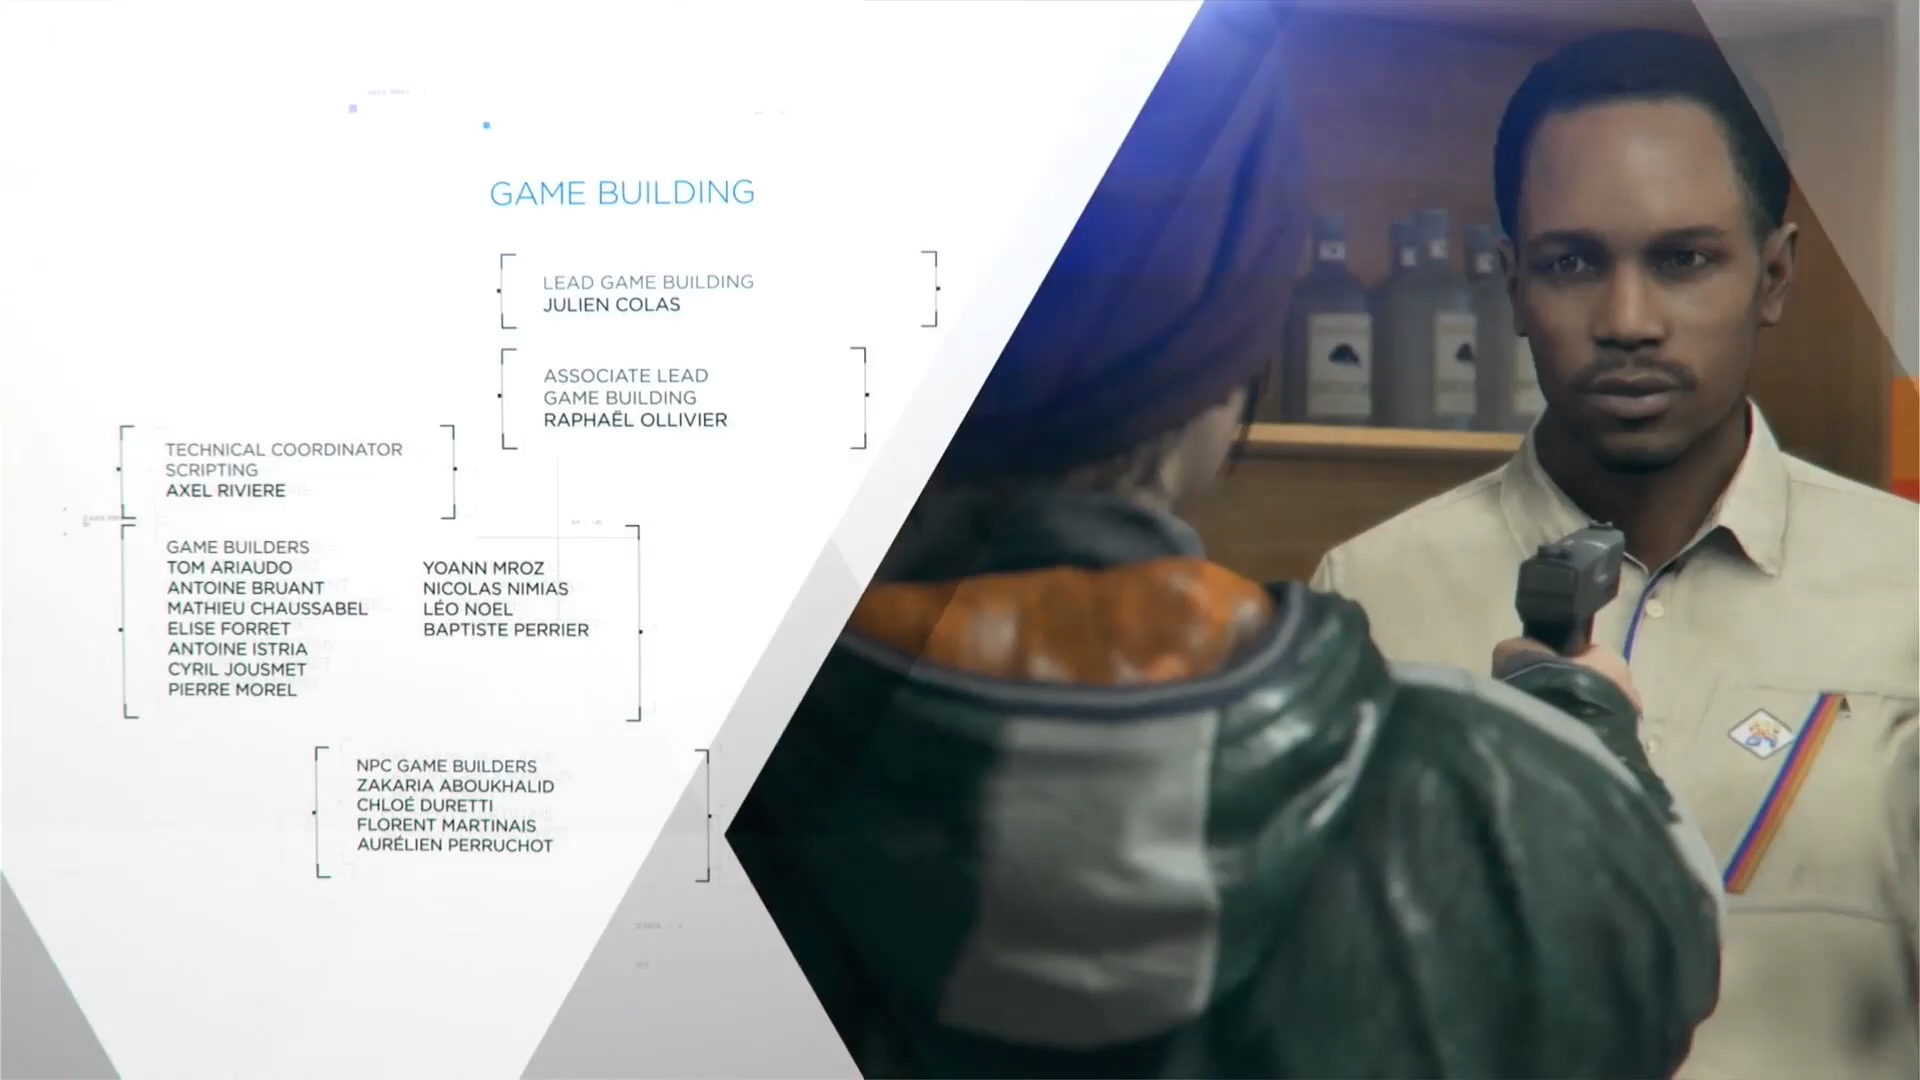 GAME BUILDING
LEAD GAME BUILDING
JULIEN COLAS
ASSOCIATE LEAD
GAME BUILDING
RAPHAËL OLLIVIER
TECHNICAL COORDINATOR
SCRIPTING
AXEL RIVIERE
GAME BUILDERS
TOM ARIAUDO
ANTOINE BRUANT
MATHIEU CHAUSSABEL
ELISE FORRET
ANTOINE ISTRIA
CYRIL JOUSMET
PIERRE MOREL
YOANN MROZ
NICOLAS NIMIAS
LÉO NOEL
BAPTISTE PERRIER
NPC GAME BUILDERS
ZAKARIA ABOUKHALID
CHLOÉ DURETTI
FLORENT MARTINAIS
AURÉLIEN PERRUCHOT